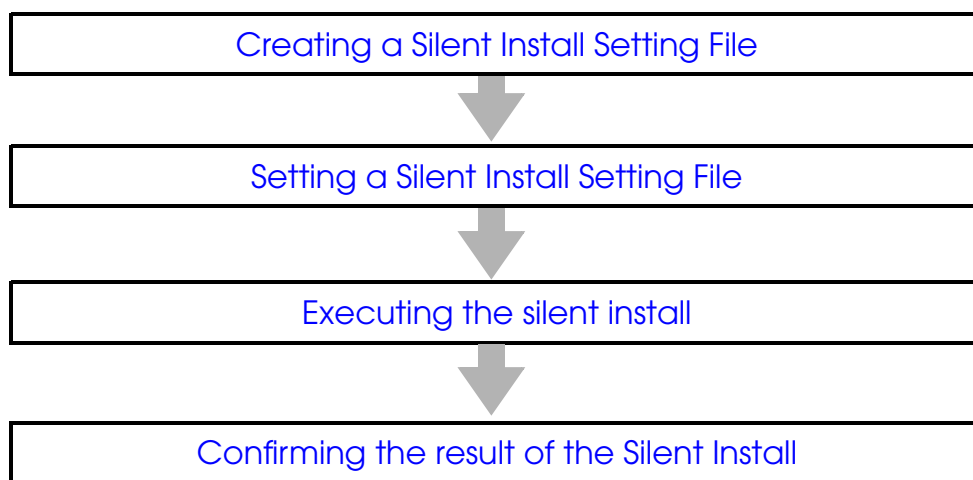 Creating a Silent Install Setting File
Setting a Silent Install Setting File
Executing the silent install
Confirming the result of the Silent Install